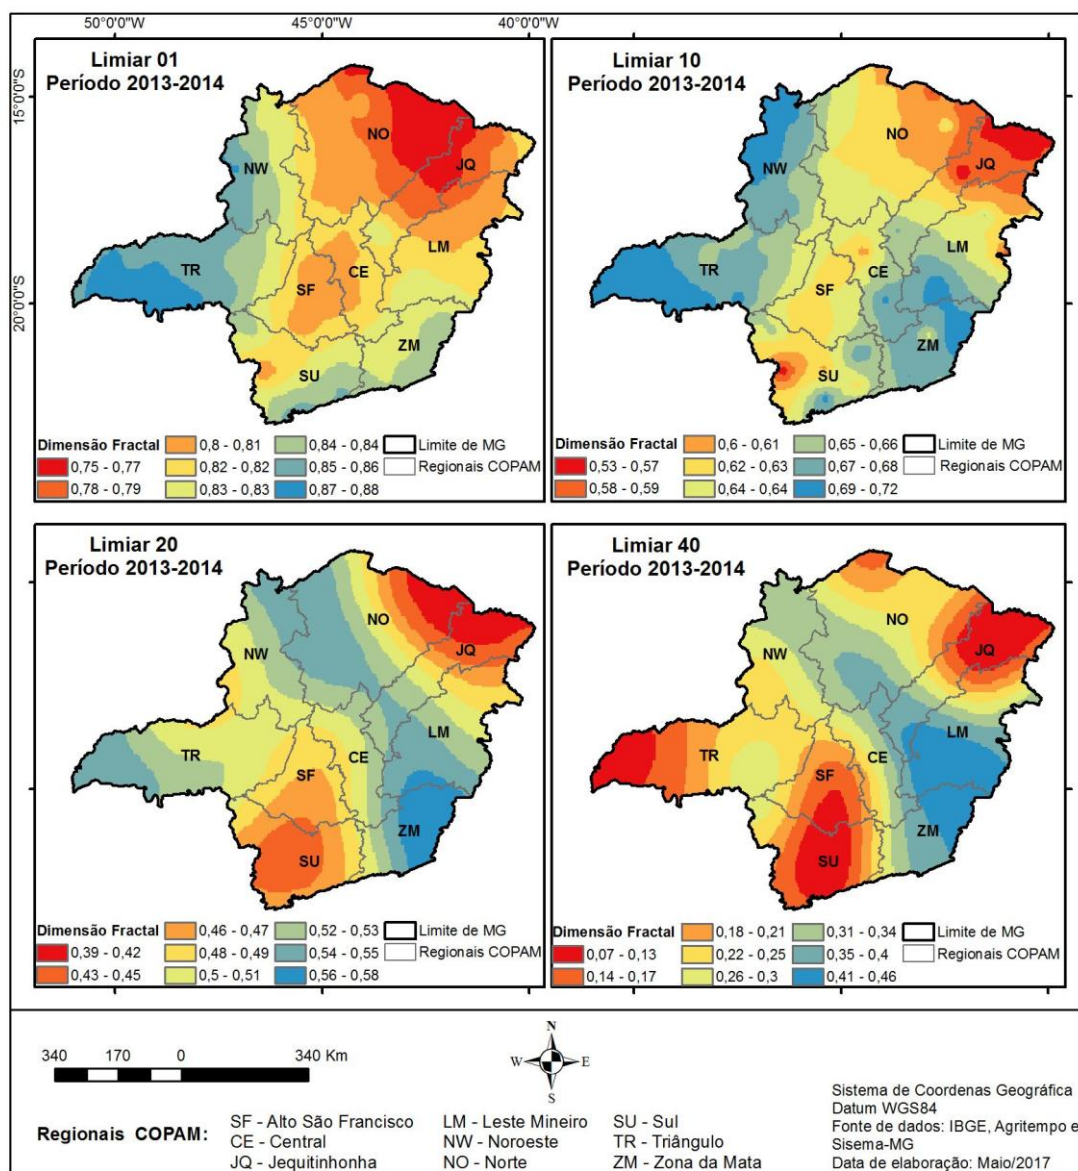 50°0'0"W 45°0'0"W 40°0'0"W
15°0'0"S
20°0'0"S
Limiar 01
Período 2013-2014
NO
NW
JQ
LM
TR
CE
SF
ZM
SU
Dimensão Fractal
0,75 - 0,77
0,78 - 0,79
0,8 - 0,81
0,82 - 0,82
0,83 - 0,83
0,84 - 0,84
0,85 - 0,86
0,87 - 0,88
Limite de MG
Regionais COPAM
Limiar 10
Período 2013-2014
NO
NW
JQ
LM
TR
CE
SF
ZM
SU
Dimensão Fractal
0,53 - 0,57
0,58 - 0,59
0,6 - 0,61
0,62 - 0,63
0,64 - 0,64
0,65 - 0,66
0,67 - 0,68
0,69 - 0,72
Limite de MG
Regionais COPAM
Limiar 20
Período 2013-2014
NO
NW
JQ
LM
TR
CE
SF
ZM
SU
Dimensão Fractal
0,39 - 0,42
0,43 - 0,45
0,46 - 0,47
0,48 - 0,49
0,5 - 0,51
0,52 - 0,53
0,54 - 0,55
0,56 - 0,58
Limite de MG
Regionais COPAM
Limiar 40
Período 2013-2014
NO
NW
JQ
LM
TR
CE
SF
ZM
SU
Dimensão Fractal
0,07 - 0,13
0,14 - 0,17
0,18 - 0,21
0,22 - 0,25
0,26 - 0,3
0,31 - 0,34
0,35 - 0,4
0,41 - 0,46
Limite de MG
Regionais COPAM
340 170 0 340 Km
N
W E
S
Regionais COPAM:
SF - Alto São Francisco
CE - Central
JQ - Jequitinhonha
LM - Leste Mineiro
NW - Noroeste
NO - Norte
SU - Sul
TR - Triângulo
ZM - Zona da Mata
Sistema de Coordenas Geográfica
Datum WGS84
Fonte de dados: IBGE, Agritempo e
Sisema-MG
Data de elaboração: Maio/2017